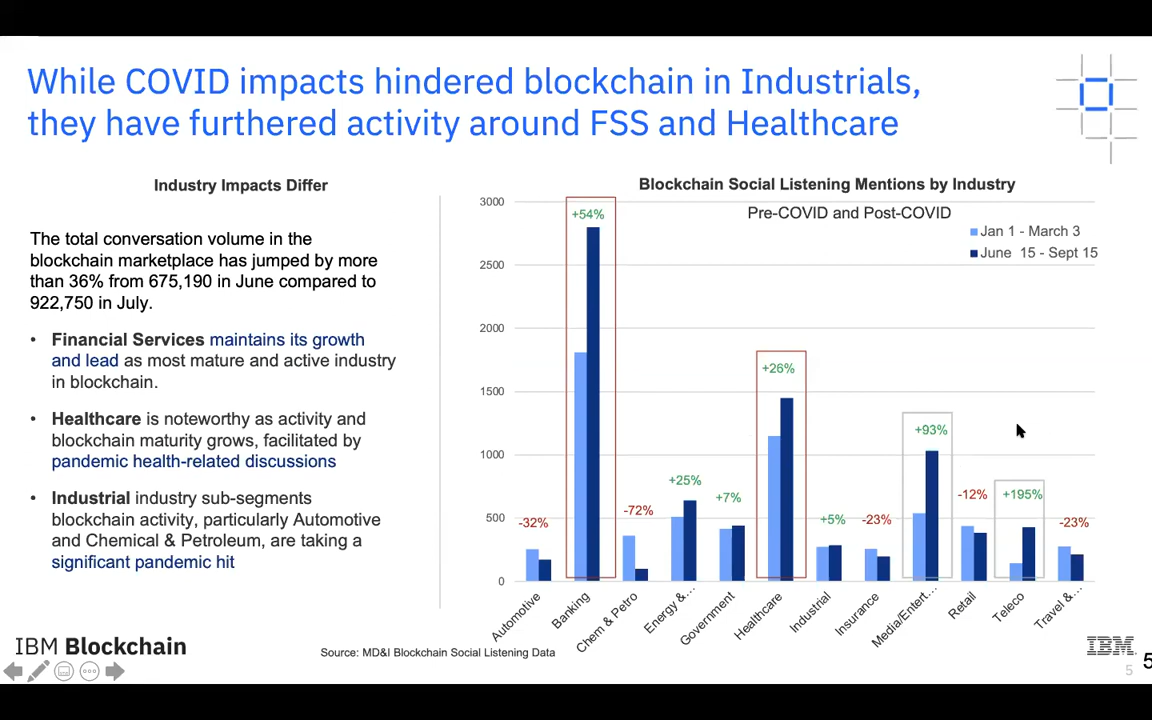 While COVID impacts hindered blockchain in Industrials,
they have furthered activity around FSS and Healthcare
Industry Impacts Differ
The total conversation volume in the
blockchain marketplace has jumped by more
than 36% from 675,190 in June compared to
922,750 in July.
• Financial Services maintains its growth
and lead as most mature and active industry
in blockchain.
• Healthcare is noteworthy as activity and
blockchain maturity grows, facilitated by
pandemic health-related discussions
• Industrial industry sub-segments
blockchain activity, particularly Automotive
and Chemical & Petroleum, are taking a
significant pandemic hit
Blockchain Social Listening Mentions by Industry
Pre-COVID and Post-COVID
Jan 1 - March 3
June 15 - Sept 15
3000
2500
2000
1500
1000
500
0
-32%
+54%
-72%
+25%
+7%
+26%
+5%
-23%
+93%
-12%
+195%
-23%
Automotive
Banking
Chem & Petro
Energy &…
Government
Healthcare
Industrial
Insurance
Media/Entert…
Retail
Teleco
Travel &…
IBM Blockchain
Source: MD&I Blockchain Social Listening Data
IBM
5
5